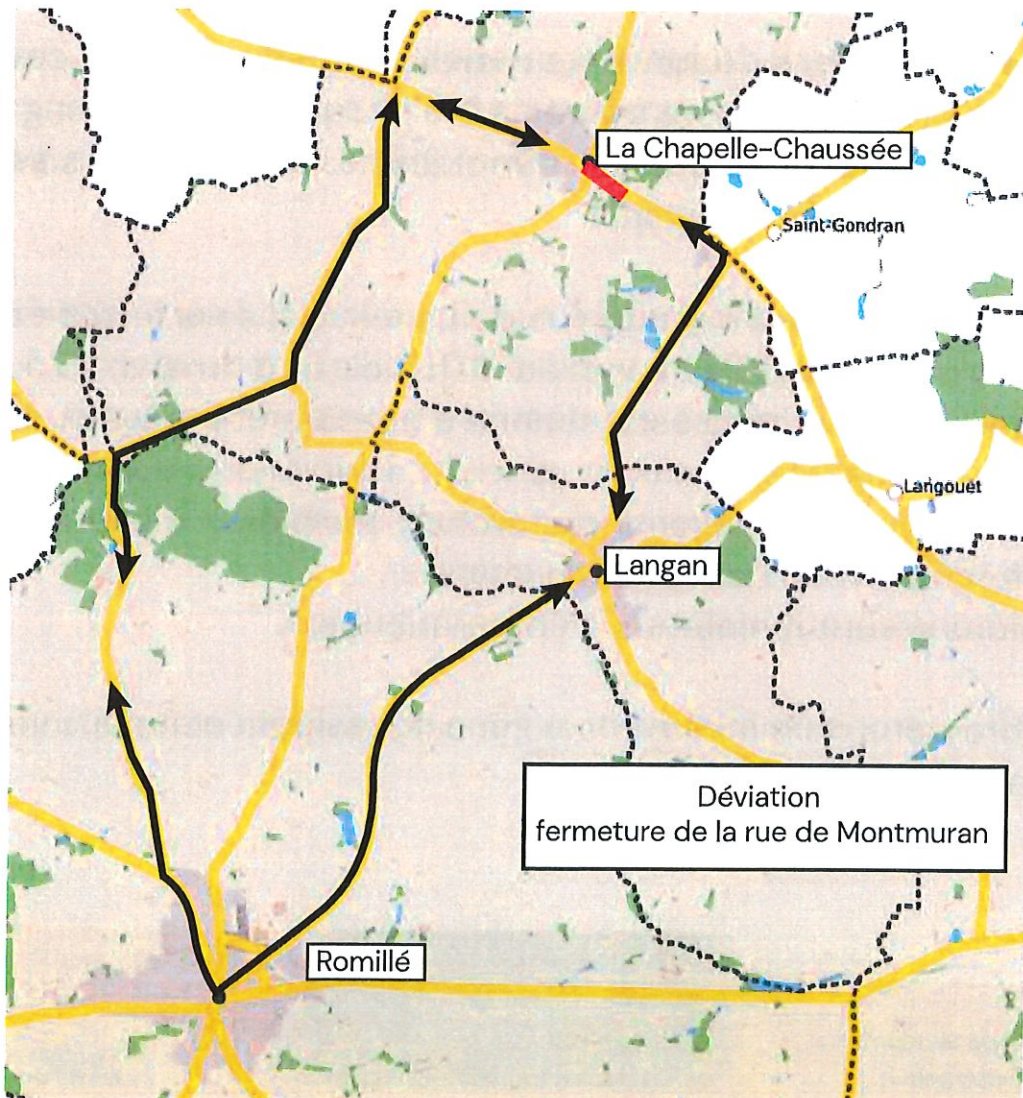 La Chapelle-Chaussée
Saint-Gondran
Langouet
Langan
Déviation
fermeture de la rue de Montmuran
Romillé